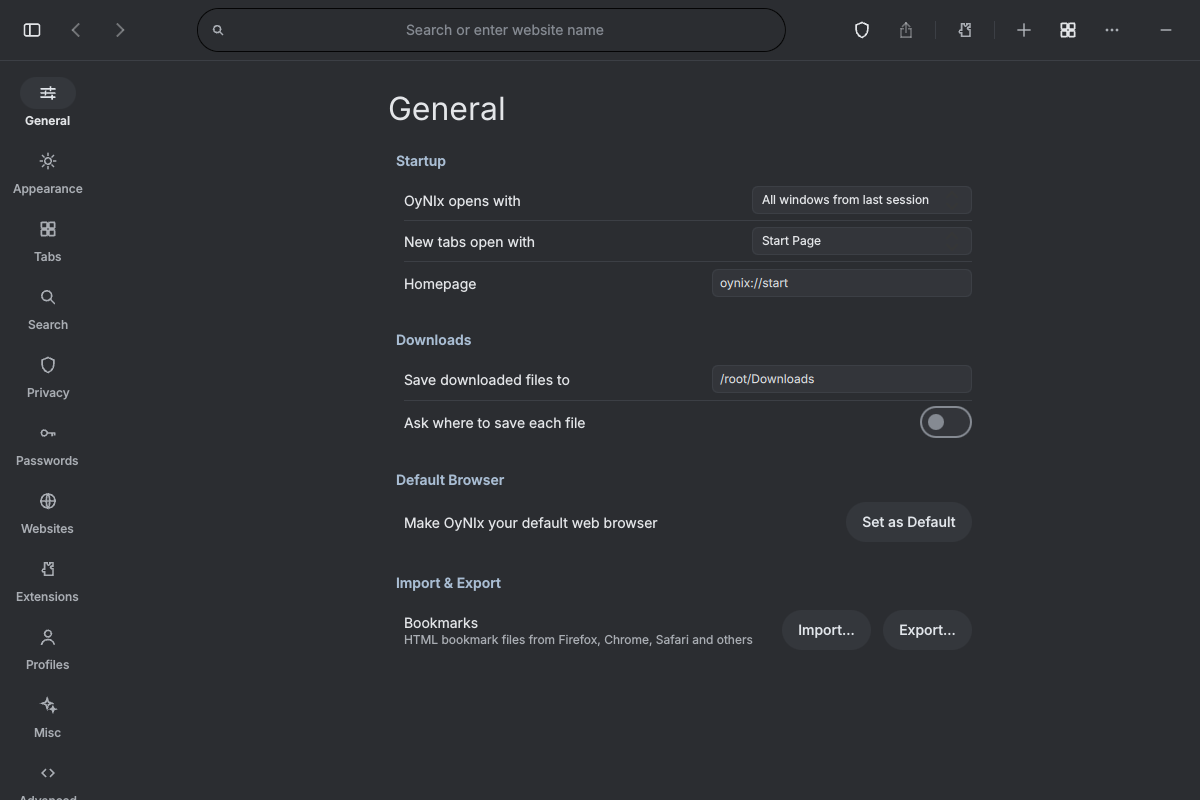 Search or enter website name
General
Appearance
Tabs
Search
Privacy
Passwords
Websites
Extensions
Profiles
Misc
Advanced
General
Startup
OyNIx opens with
All windows from last session
New tabs open with
Start Page
Homepage
oynix://start
Downloads
Save downloaded files to
/root/Downloads
Ask where to save each file
Default Browser
Make OyNIx your default web browser
Set as Default
Import & Export
Bookmarks
HTML bookmark files from Firefox, Chrome, Safari and others
Import...
Export...